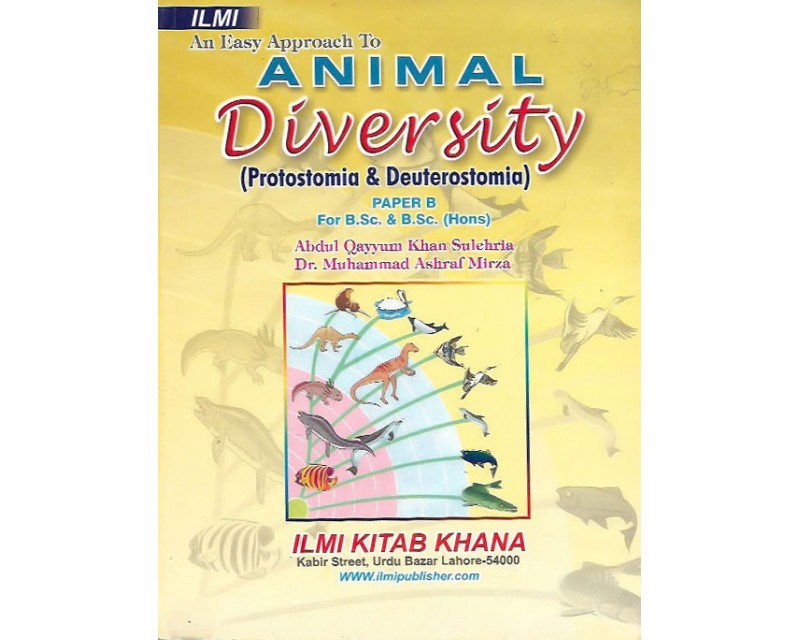 ILMI
An Easy Approach To
ANIMAL
Diversity
(Protostomia & Deuterostomia)
PAPER B
For B.Sc. & B.Sc. (Hons)
Abdul Qayyum Khan Sulehria
Dr. Muhammad Ashraf Mirza
ILMI KITAB KHANA
Kabir Street, Urdu Bazar Lahore-54000
WWW.ilmipublisher.com